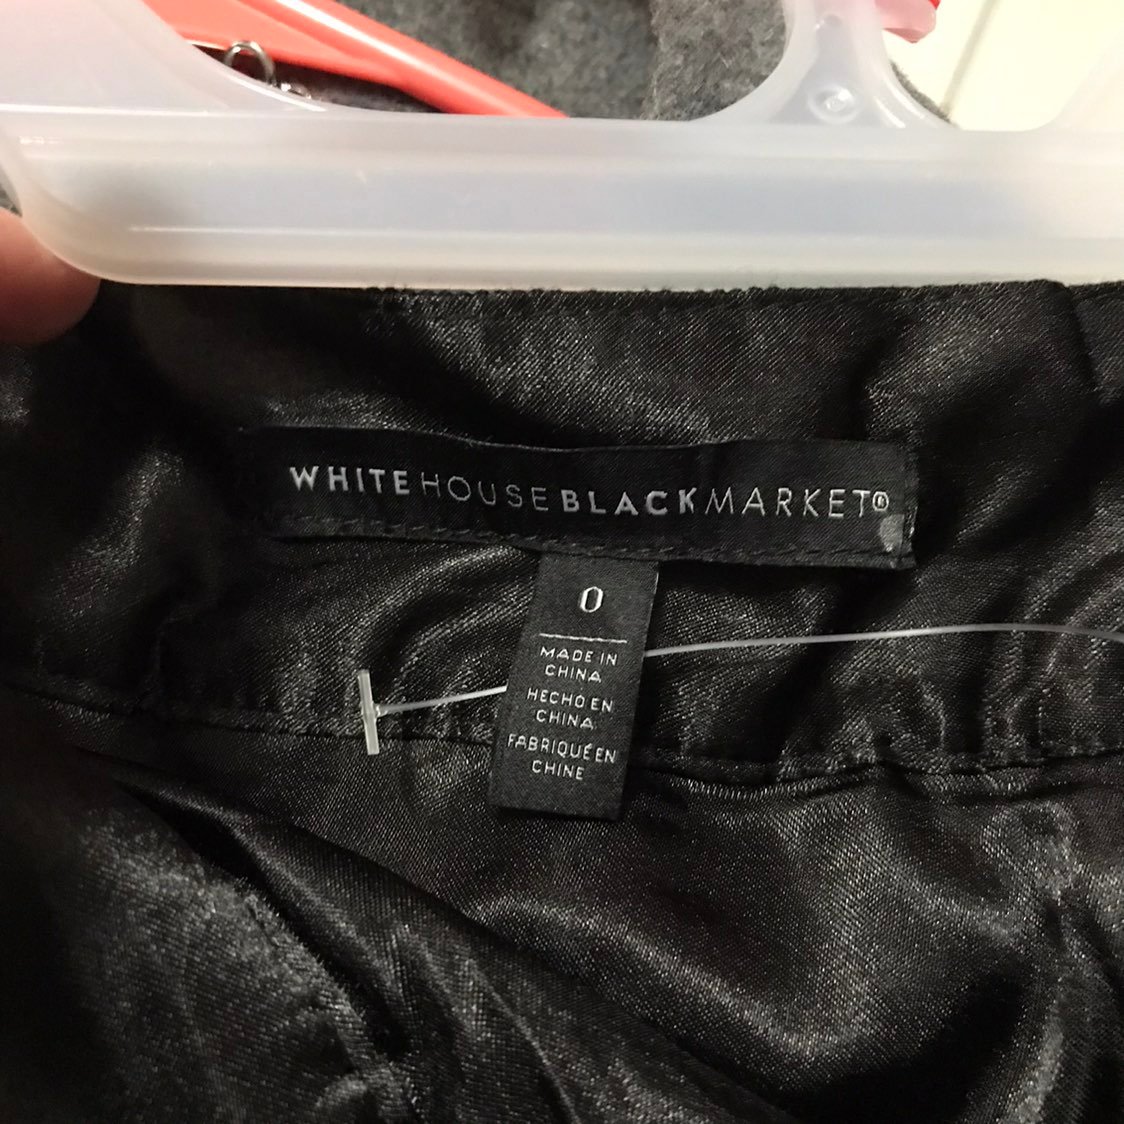 WHITEHOUSEBLACKMARKET®
0
MADE IN
CHINA
HECHO EN
CHINA
FABRIQUÉ EN
CHINE